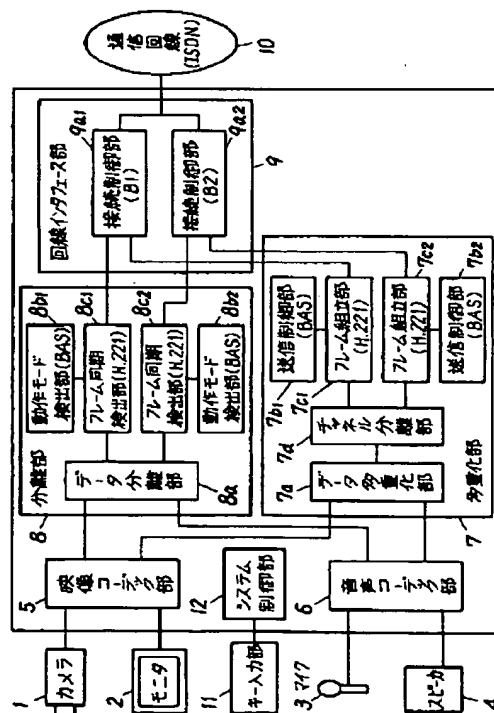 1
カメラ
2
モニタ
11
キー入力部
3 マイク
スピーカ
4
5
映像コーデック部
12
システム制御部
6
音声コーデック部
8
分離部
データ分離部
8a
動作モード
検出部(BAS)
8b1
フレーム同期
検出部(H.221)
8c1
フレーム同期
検出部(H.221)
8c2
動作モード
検出部(BAS)
8b2
7a
データ多重化部
7d
チャネル分離部
7b1
送信制御部
(BAS)
7c1
フレーム組立部
(H.221)
フレーム組立部
(H.221)
7c2
送信制御部
(BAS)
7b2
多重化部
7
回線インタフェース部
接続制御部
(B1)
9a1
接続制御部
(B2)
9a2
9
通信回線
(ISDN)
10